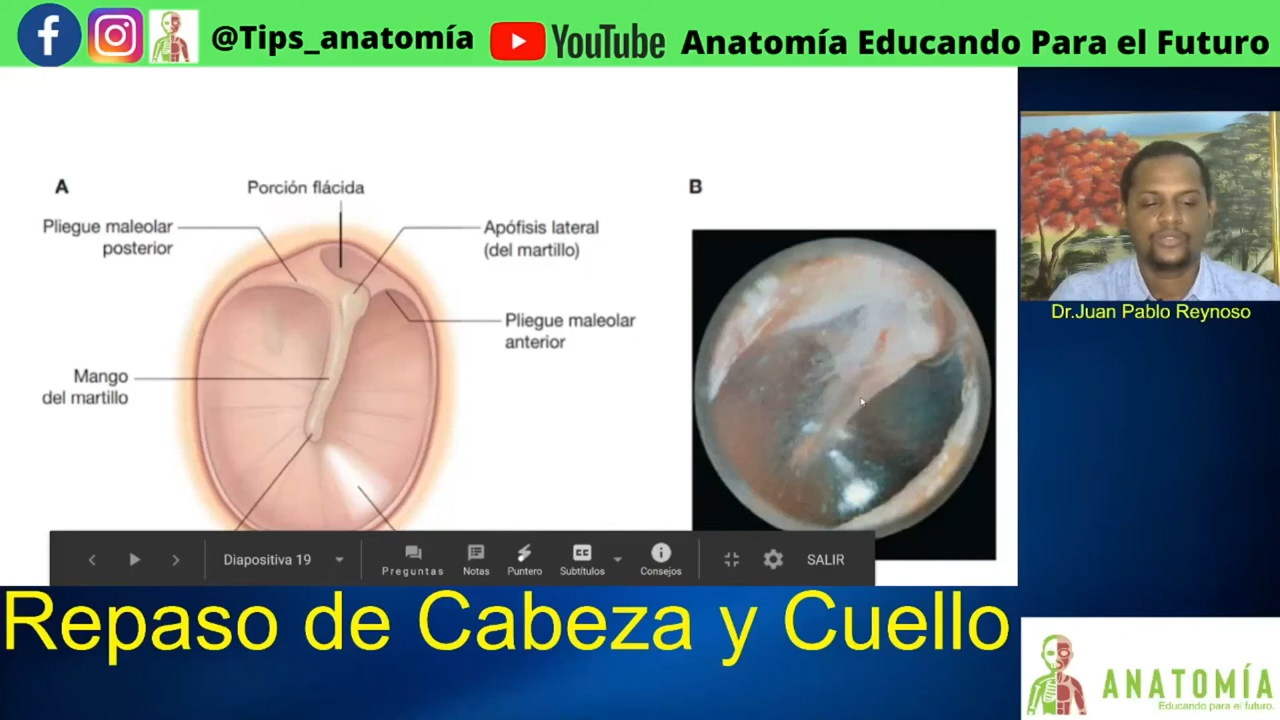 @Tips_anatomía YouTube Anatomía Educando Para el Futuro
A
Porción flácida
Pliegue maleolar
posterior
Apófisis lateral
(del martillo)
Pliegue maleolar
anterior
Mango
del martillo
B
Dr.Juan Pablo Reynoso
Diapositiva 19
Preguntas
Notas
Puntero
CC
Subtítulos
Consejos
SALIR
Repaso de Cabeza y Cuello
ANATOMÍA
Educando para el futuro.